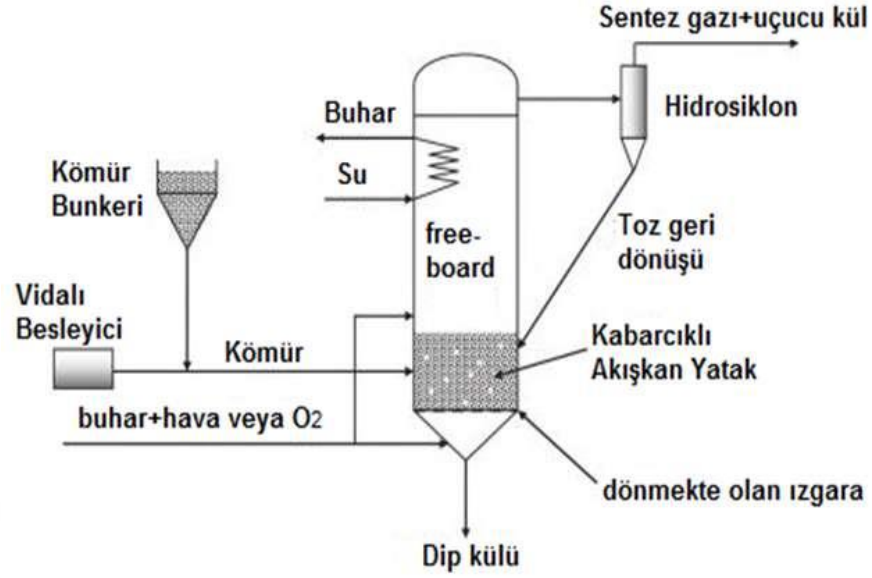 Sentez gazı+uçucu kül
Hidrosiklon
Buhar
Su
Kömür
Bunkeri
free-
board
Toz geri
dönüşü
Vidalı
Besleyici
Kömür
Kabarcıklı
Akışkan Yatak
buhar+hava veya O2
dönmekte olan ızgara
Dip külü